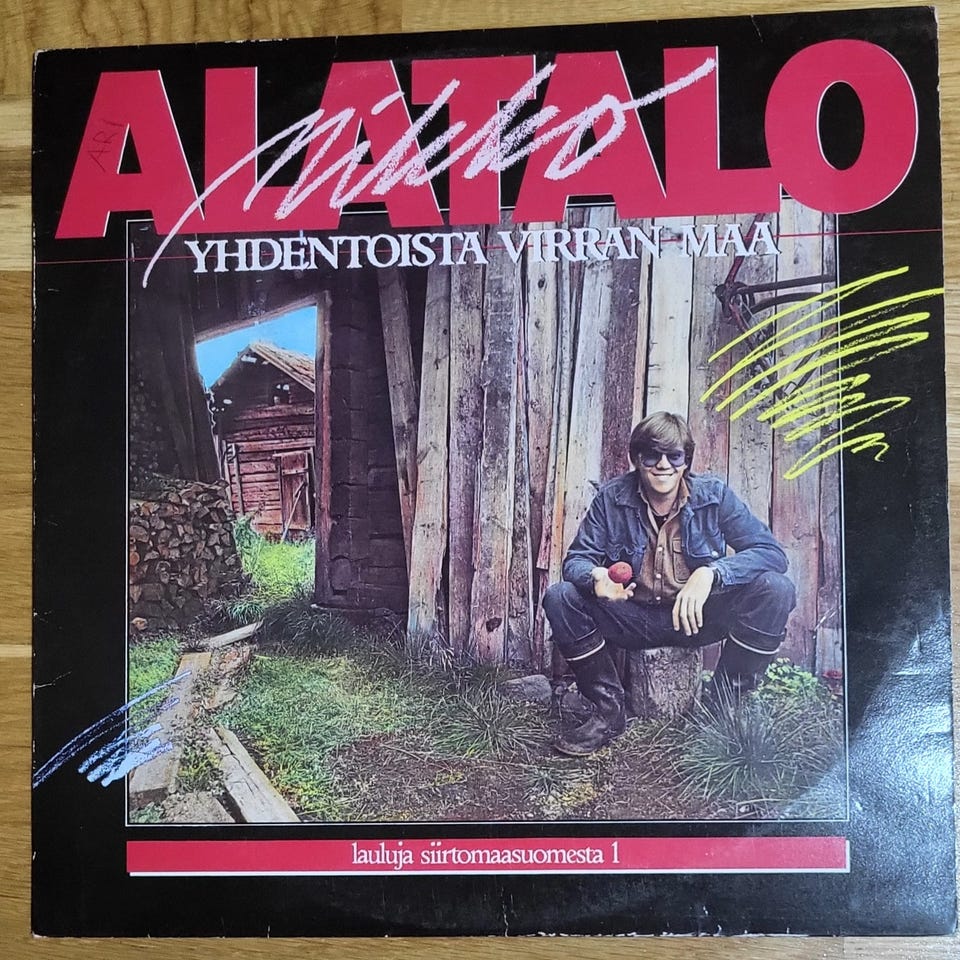 ALATALO
Mikko
ARI
YHDENTOISTA VIRRAN MAA
lauluja siirtomaasuomesta 1